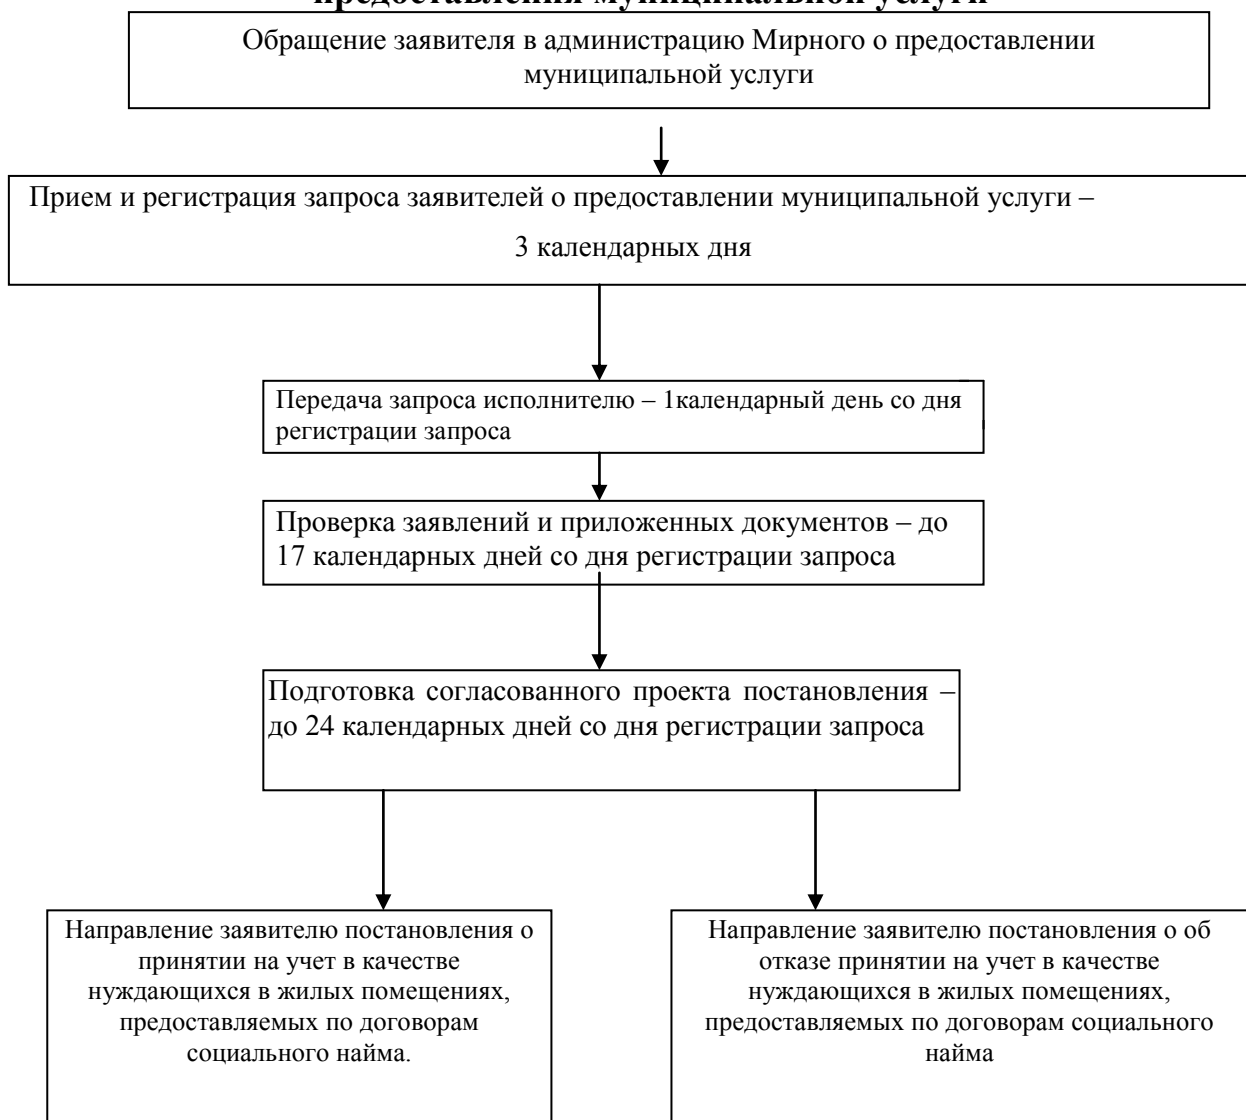 предоставления муниципальной услуги
Обращение заявителя в администрацию Мирного о предоставлении
муниципальной услуги
Прием и регистрация запроса заявителей о предоставлении муниципальной услуги –
3 календарных дня
Передача запроса исполнителю – 1календарный день со дня
регистрации запроса
Проверка заявлений и приложенных документов – до
17 календарных дней со дня регистрации запроса
Подготовка согласованного проекта постановления –
до 24 календарных дней со дня регистрации запроса
Направление заявителю постановления о
принятии на учет в качестве
нуждающихся в жилых помещениях,
предоставляемых по договорам
социального найма.
Направление заявителю постановления о об
отказе принятии на учет в качестве
нуждающихся в жилых помещениях,
предоставляемых по договорам социального
найма